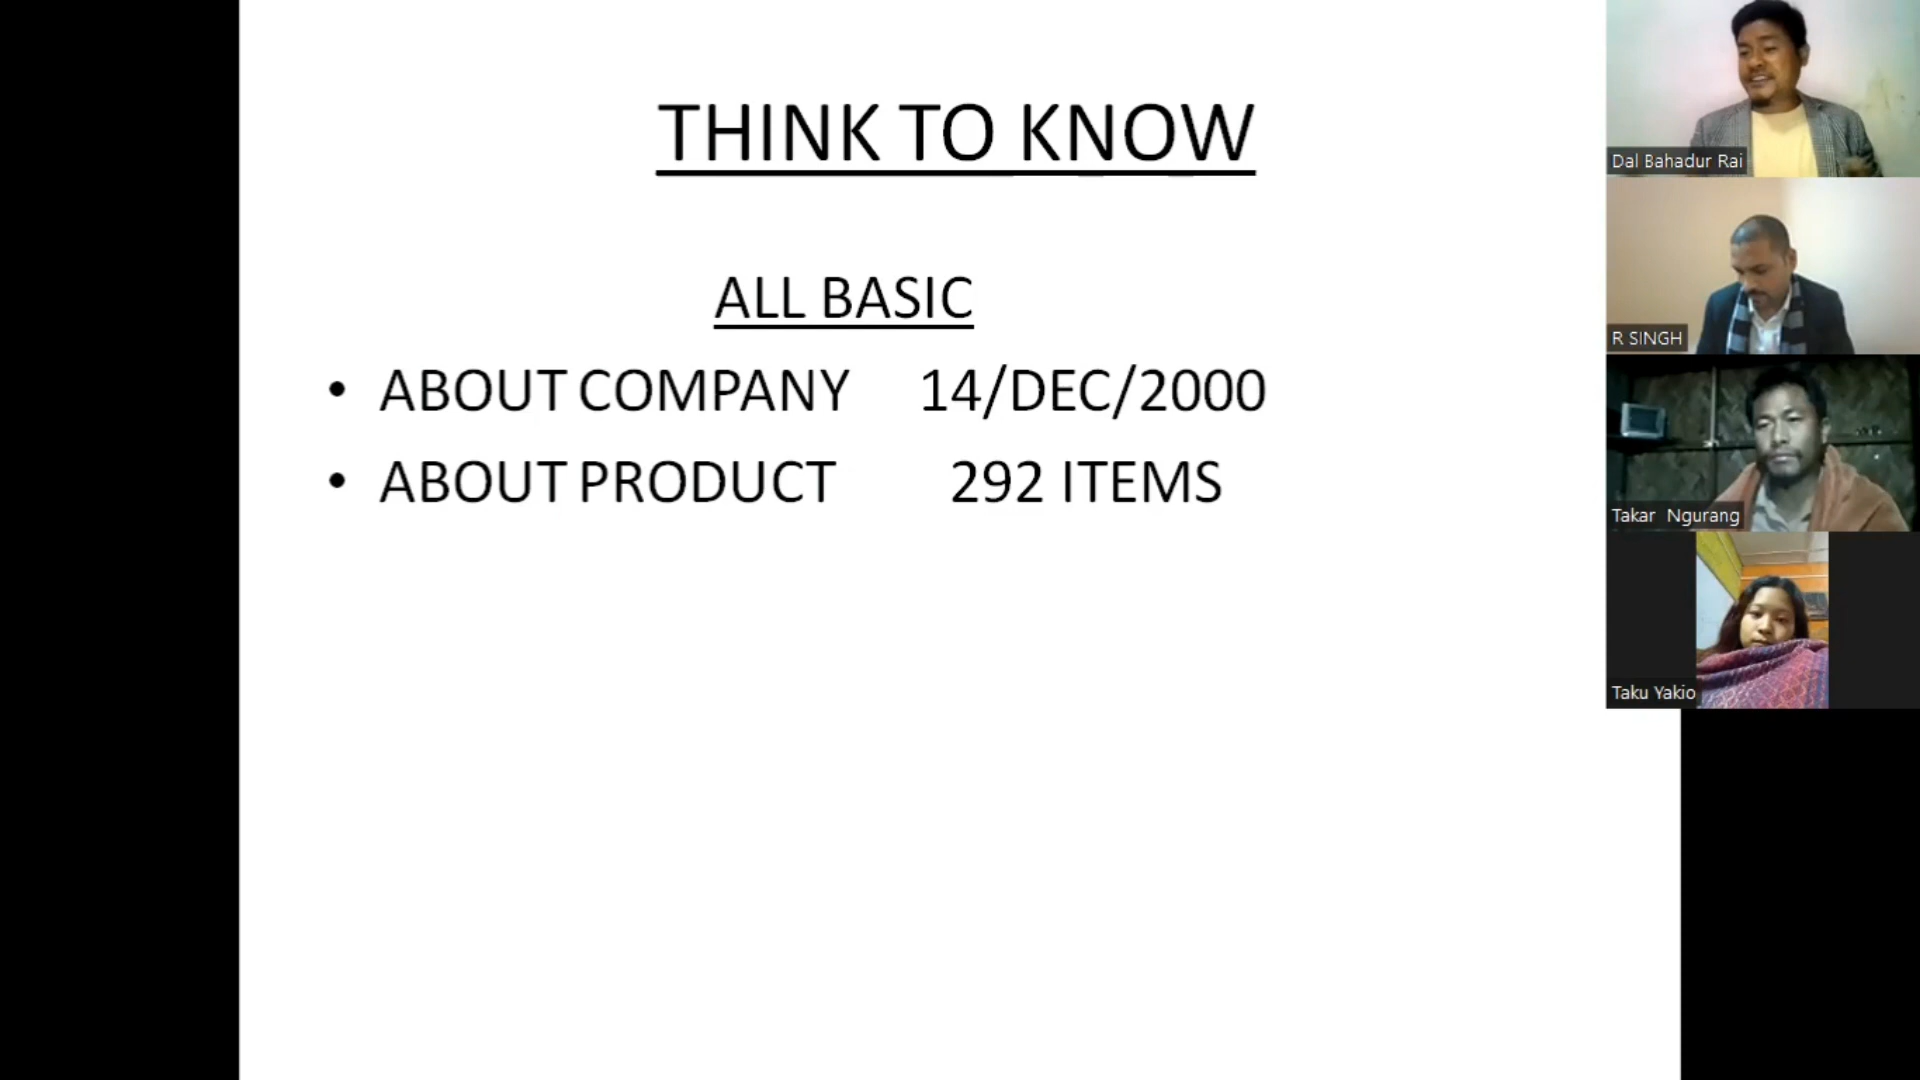 THINK TO KNOW
ALL BASIC
• ABOUT COMPANY 14/DEC/2000
• ABOUT PRODUCT 292 ITEMS
Dal Bahadur Rai
R SINGH
Takar Ngurang
Taku Yakio